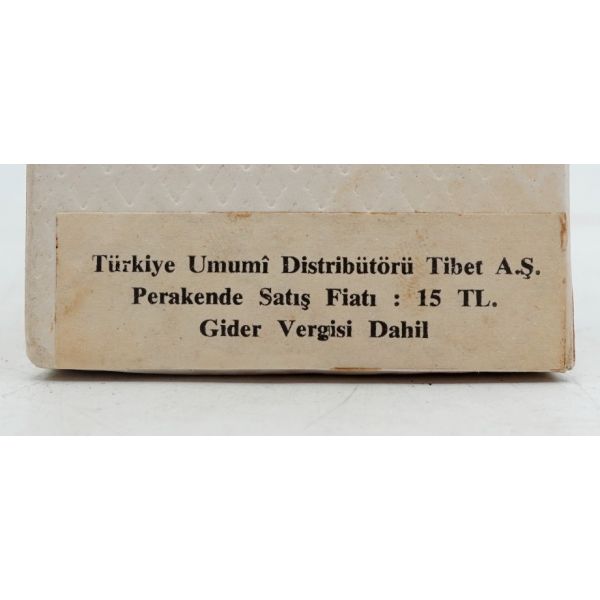 Türkiye Umumî Distribütörü Tibet A.Ş.
Perakende Satış Fiatı : 15 TL.
Gider Vergisi Dahil